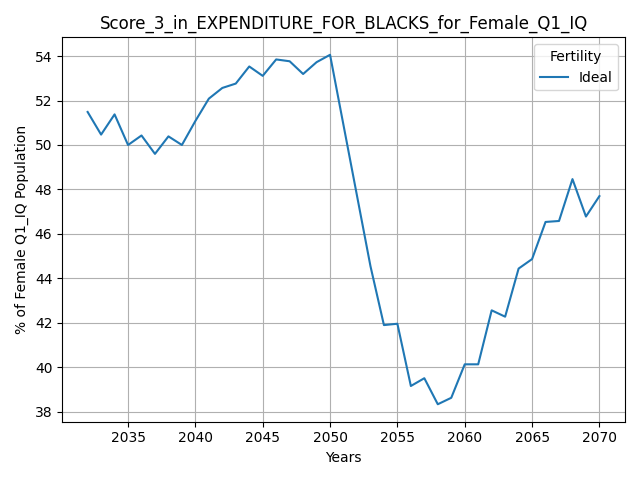 Score_3_in_EXPENDITURE_FOR_BLACKS_for_Female_Q1_IQ
Fertility
Ideal
% of Female Q1_IQ Population
54
52
50
48
46
44
42
40
38
2035 2040 2045 2050 2055 2060 2065 2070
Years